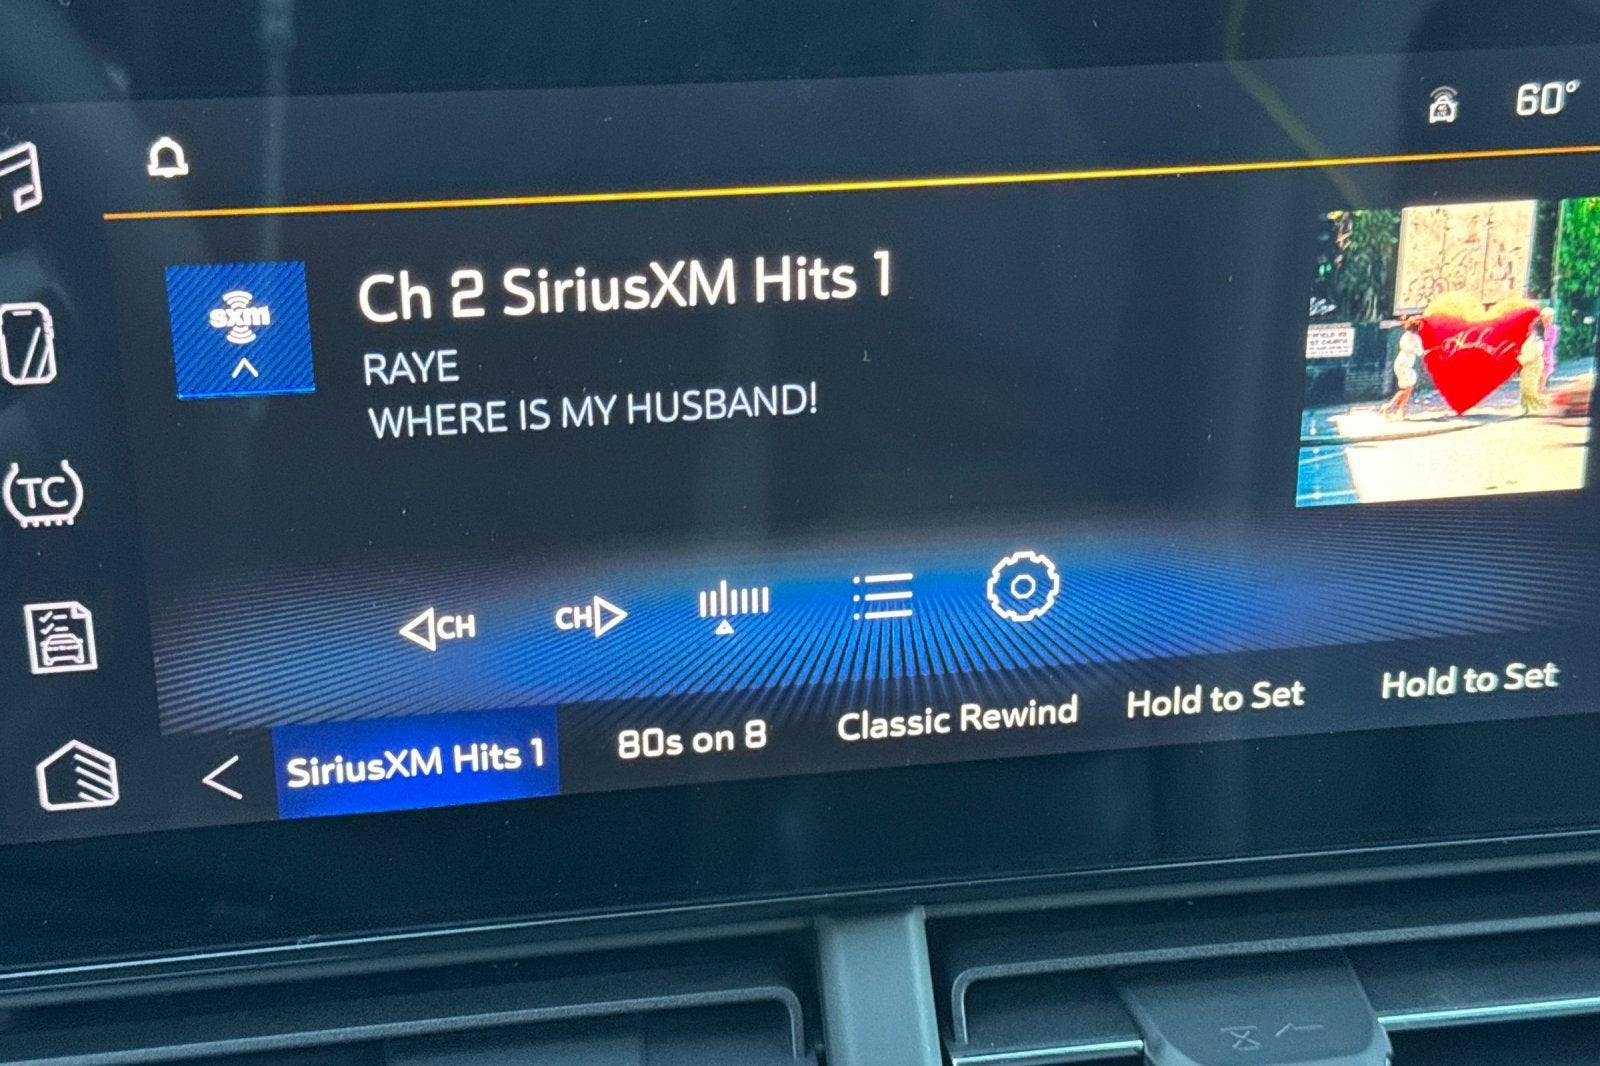 60°
sxm
Ch 2 SiriusXM Hits 1
RAYE
WHERE IS MY HUSBAND!
TC
CH
CH
SiriusXM Hits 1
80s on 8
Classic Rewind
Hold to Set
Hold to Set